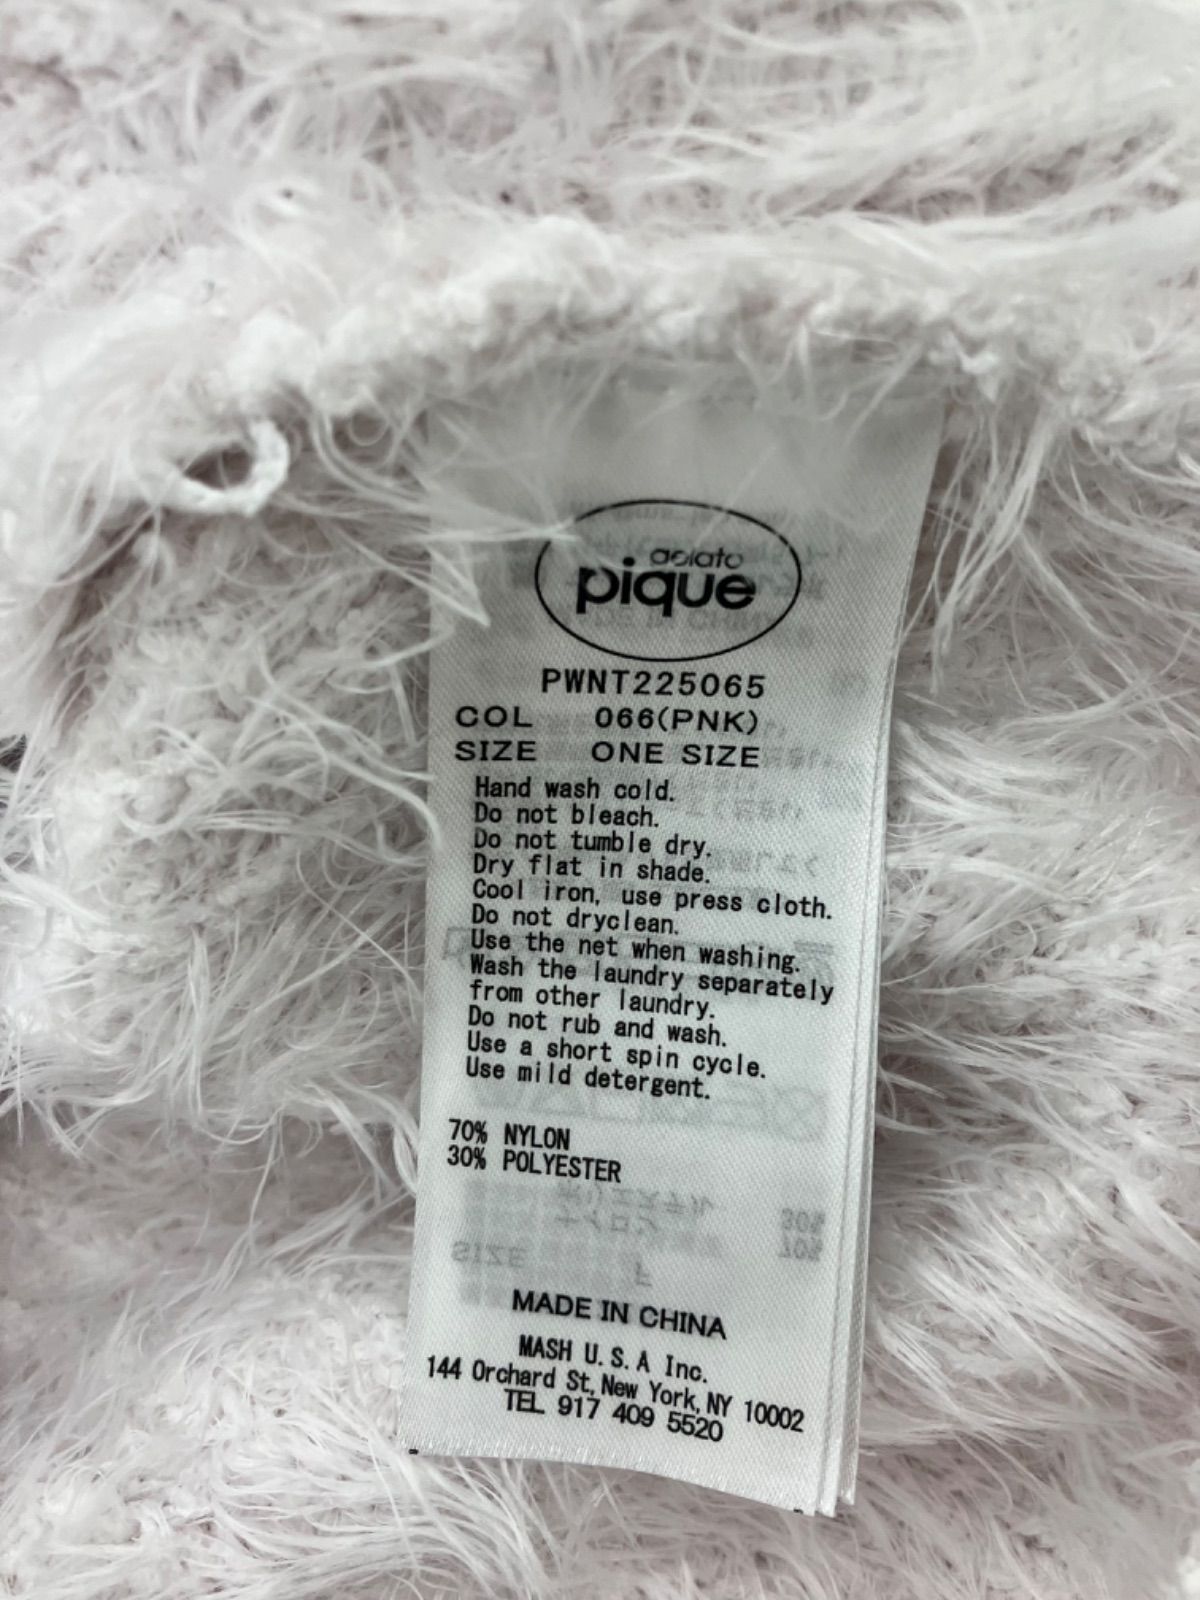 gelato
pique
PWNT225065
COL 066(PNK)
SIZE ONE SIZE
Hand wash cold.
Do not bleach.
Do not tumble dry.
Dry flat in shade.
Cool iron, use press cloth.
Do not dryclean.
Use the net when washing.
Wash the laundry separately
from other laundry.
Do not rub and wash.
Use a short spin cycle.
Use mild detergent.
70% NYLON
30% POLYESTER
MADE IN CHINA
MASH U.S.A Inc.
144 Orchard St, New York, NY 10002
TEL 917 409 5520